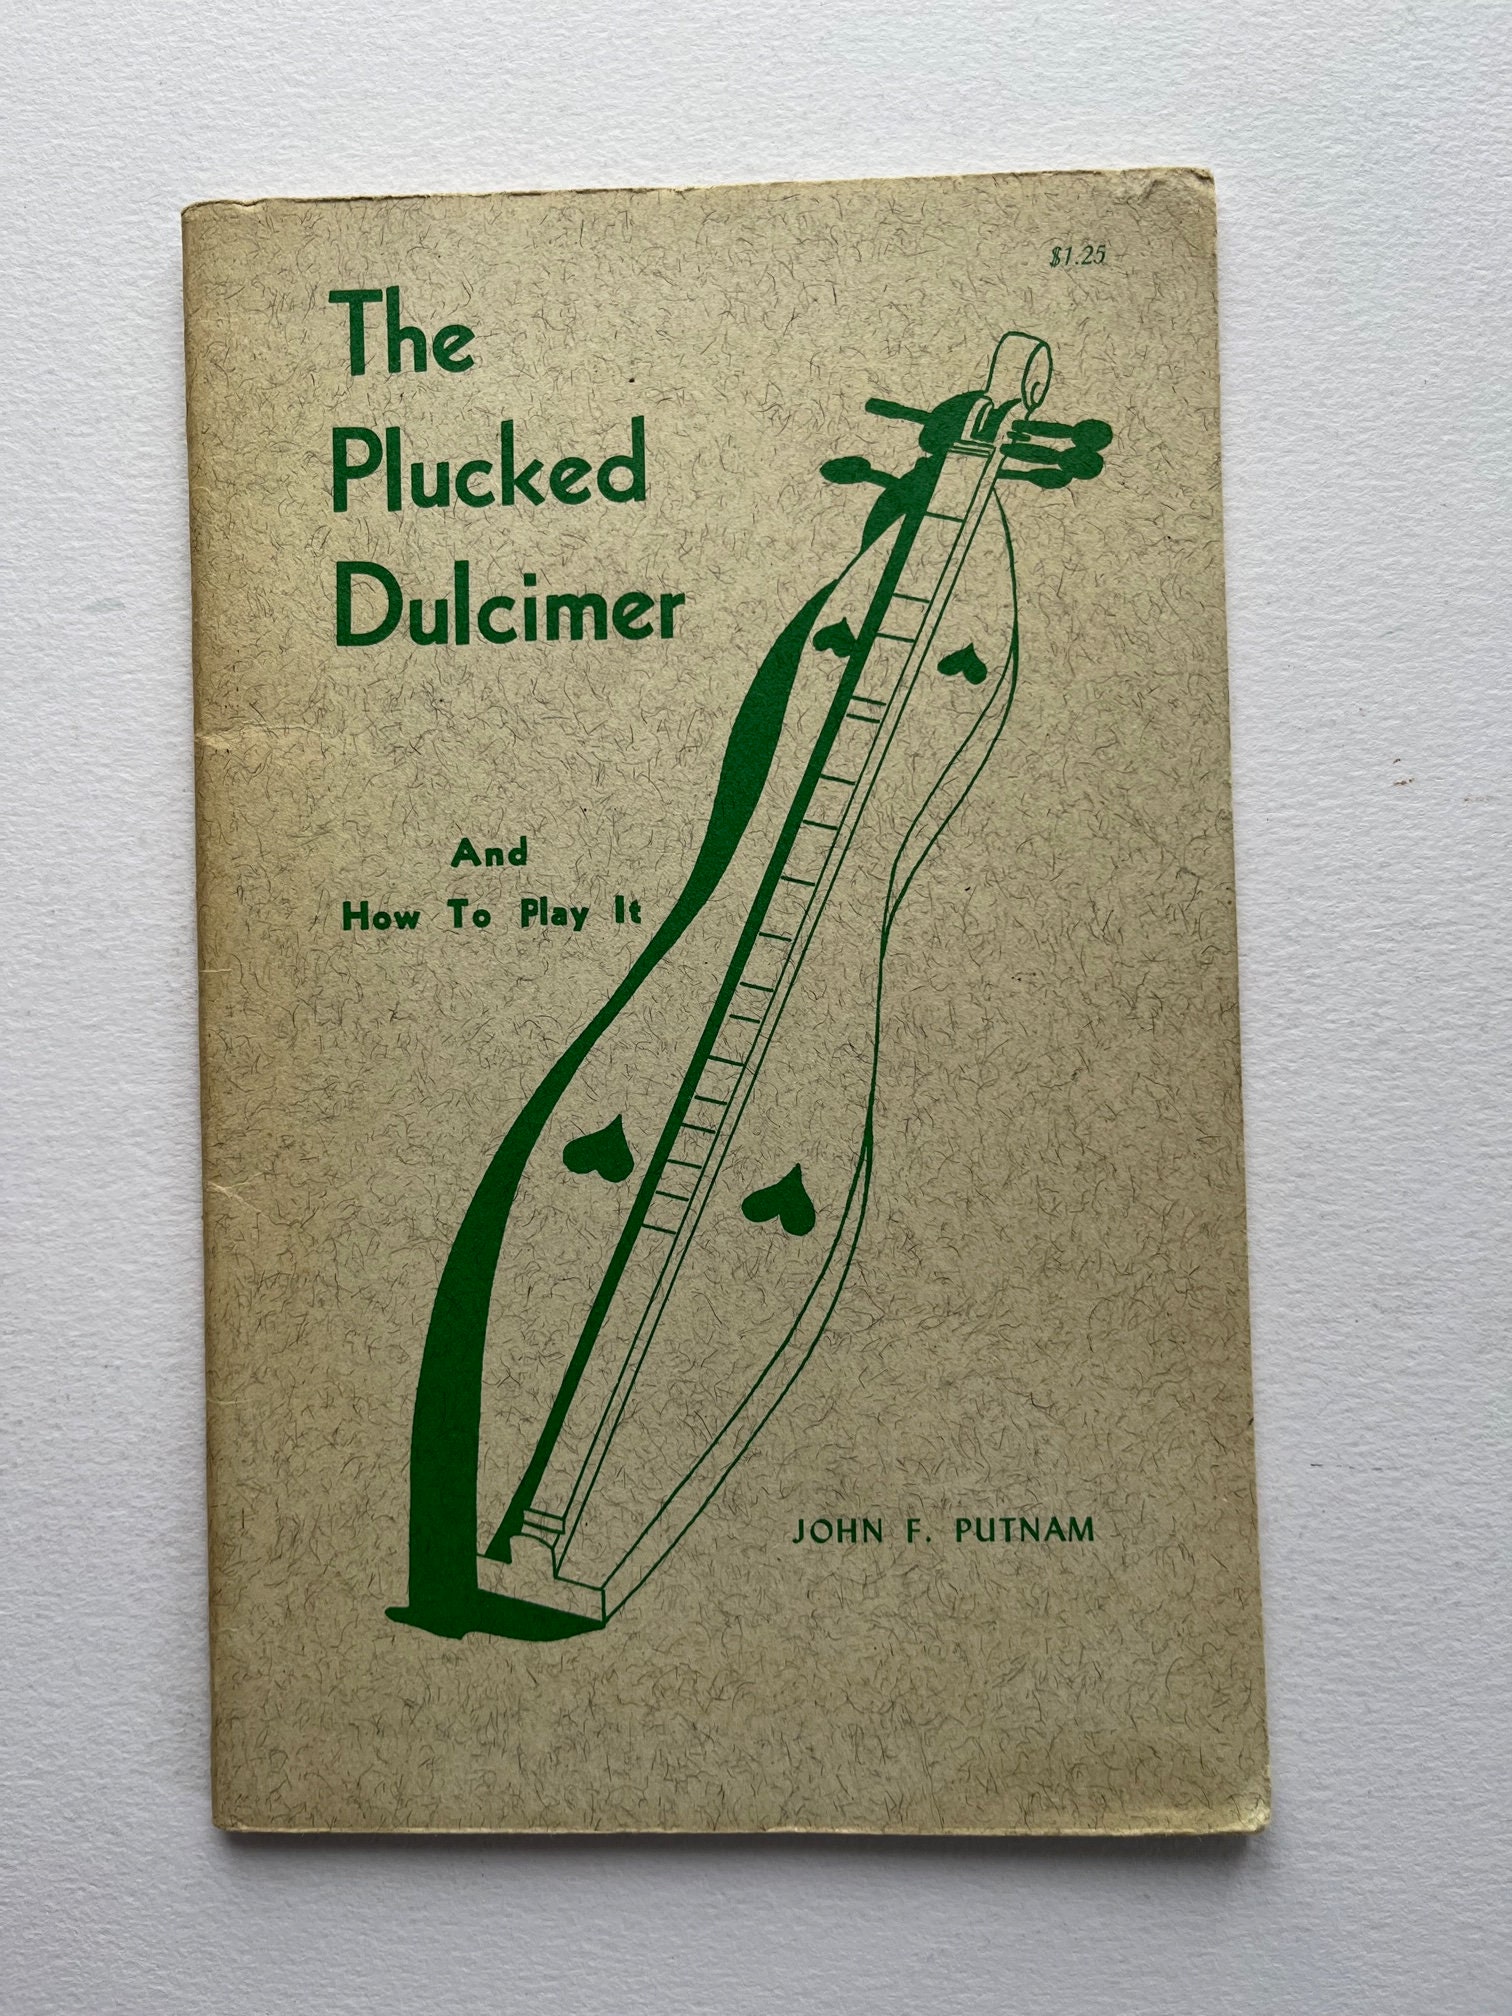 $1.25
The
Plucked
Dulcimer
And
How To Play It
JOHN F. PUTNAM